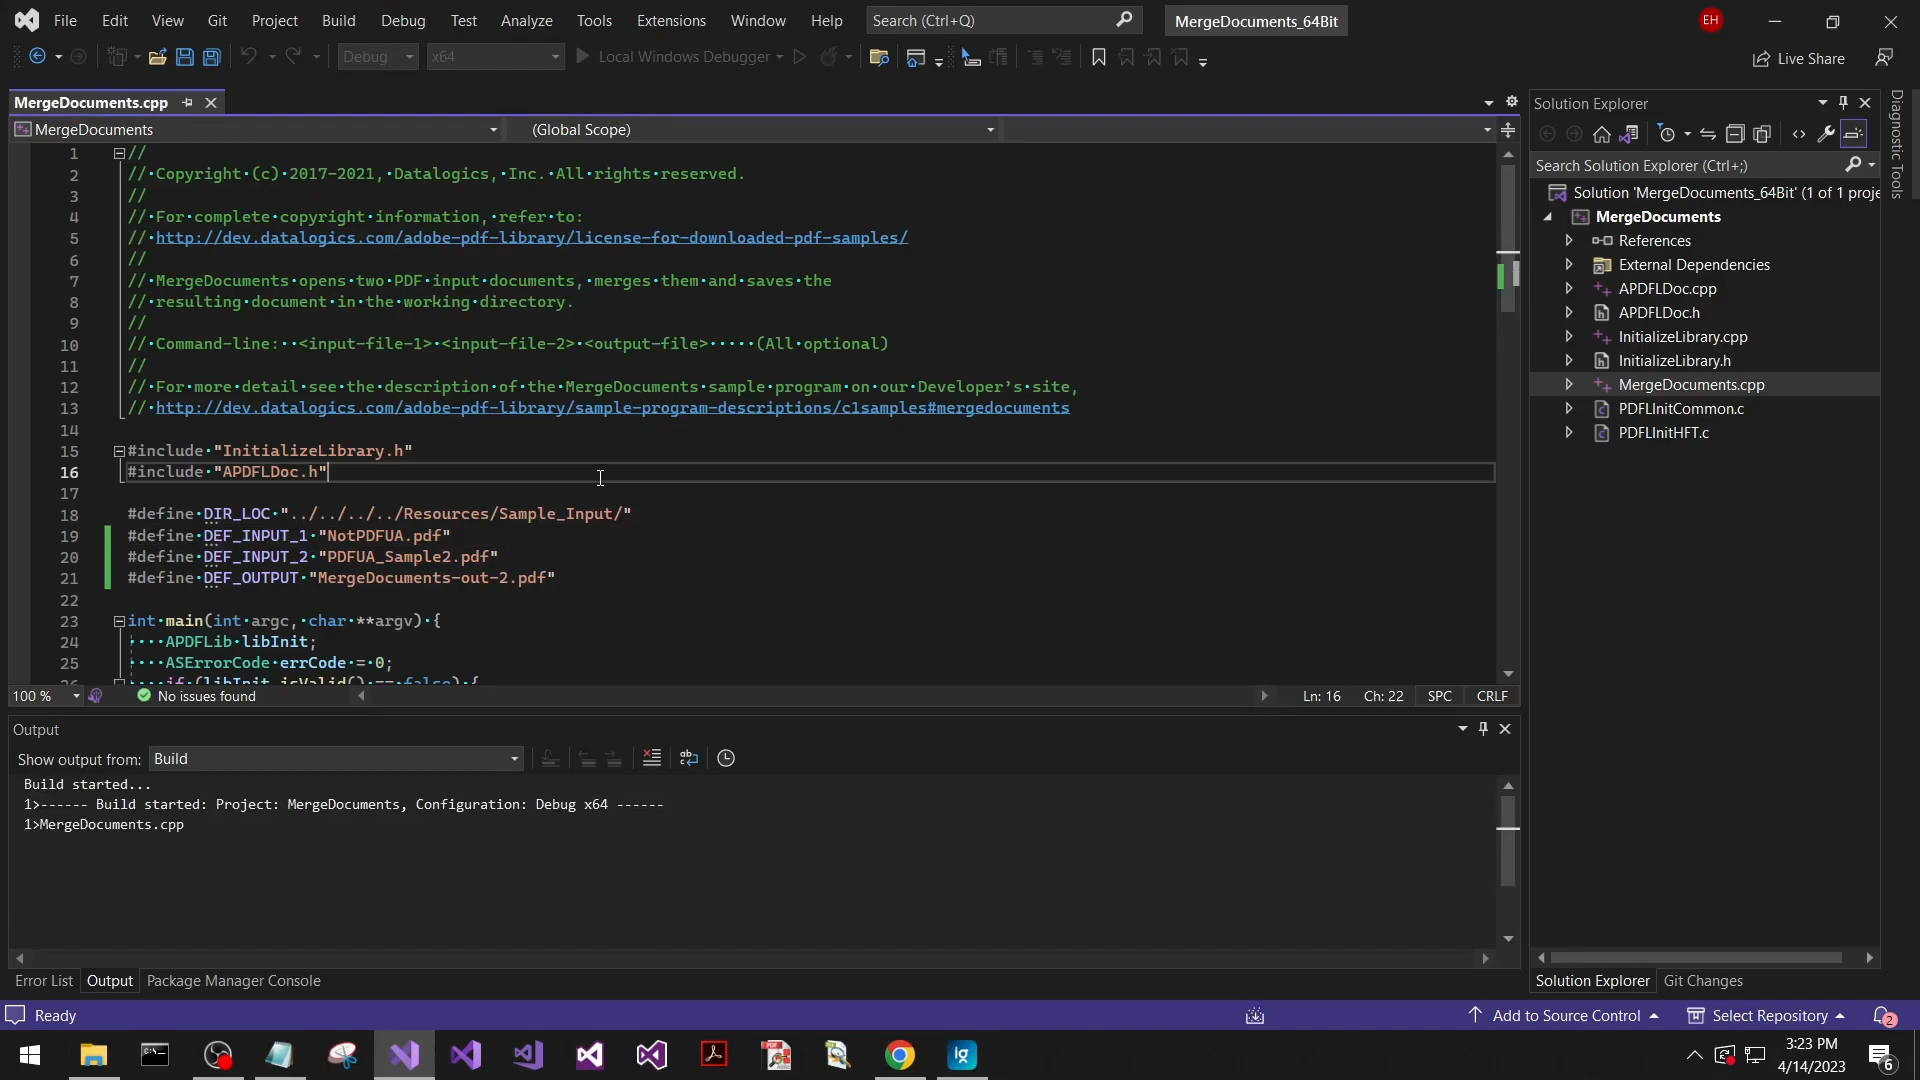 File Edit View Git Project Build Debug Test Analyze Tools Extensions Window Help Search (Ctrl+Q) MergeDocuments_64Bit EH
Debug x64 Local Windows Debugger Live Share
MergeDocuments.cpp
MergeDocuments (Global Scope)
1 //
2 // Copyright (c) 2017-2021, Datalogics, Inc. All rights reserved.
3 //
4 // For complete copyright information, refer to:
5 // http://dev.datalogics.com/adobe-pdf-library/license-for-downloaded-pdf-samples/
6 //
7 // MergeDocuments opens two PDF input documents, merges them and saves the
8 // resulting document in the working directory.
9 //
10 // Command-line:  <input-file-1> <input-file-2> <output-file>     (All optional)
11 //
12 // For more detail see the description of the MergeDocuments sample program on our Developer's site,
13 // http://dev.datalogics.com/adobe-pdf-library/sample-program-descriptions/c1samples#mergedocuments
14
15 #include "InitializeLibrary.h"
16 #include "APDFLDoc.h"
17
18 #define DIR_LOC "../../../../Resources/Sample_Input/"
19 #define DEF_INPUT_1 "NotPDFUA.pdf"
20 #define DEF_INPUT_2 "PDFUA_Sample2.pdf"
21 #define DEF_OUTPUT "MergeDocuments-out-2.pdf"
22
23 int main(int argc, char **argv) {
24     APDFLib libInit;
25     ASErrorCode errCode = 0;
26     if (libInit.isValid() == false) {
100 % No issues found Ln: 16 Ch: 22 SPC CRLF
Output
Show output from: Build
Build started...
1>------ Build started: Project: MergeDocuments, Configuration: Debug x64 ------
1>MergeDocuments.cpp
Error List Output Package Manager Console
Solution Explorer
Search Solution Explorer (Ctrl+;)
Solution 'MergeDocuments_64Bit' (1 of 1 proje
MergeDocuments
References
External Dependencies
APDFLDoc.cpp
APDFLDoc.h
InitializeLibrary.cpp
InitializeLibrary.h
MergeDocuments.cpp
PDFLInitCommon.c
PDFLInitHFT.c
Solution Explorer Git Changes
Diagnostic Tools
Ready Add to Source Control Select Repository 2
3:23 PM
4/14/2023
6